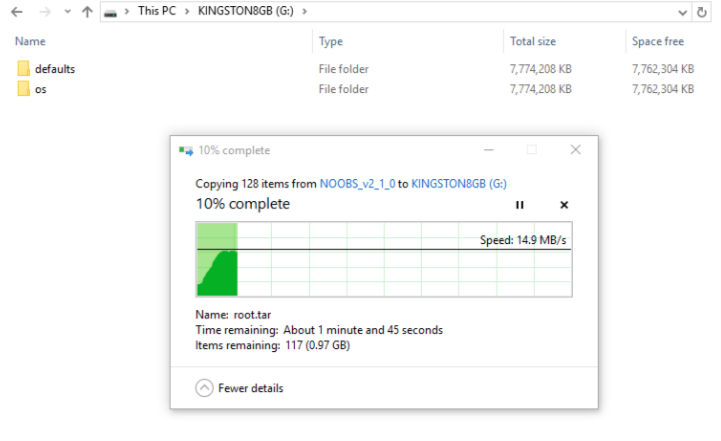 This PC > KINGSTON8GB (G:) >
Name Type Total size Space free
defaults File folder 7,774,208 KB 7,762,304 KB
os File folder 7,774,208 KB 7,762,304 KB
10% complete
Copying 128 items from NOOBS_v2_1_0 to KINGSTON8GB (G:)
10% complete
Speed: 14.9 MB/s
Name: root.tar
Time remaining: About 1 minute and 45 seconds
Items remaining: 117 (0.97 GB)
Fewer details